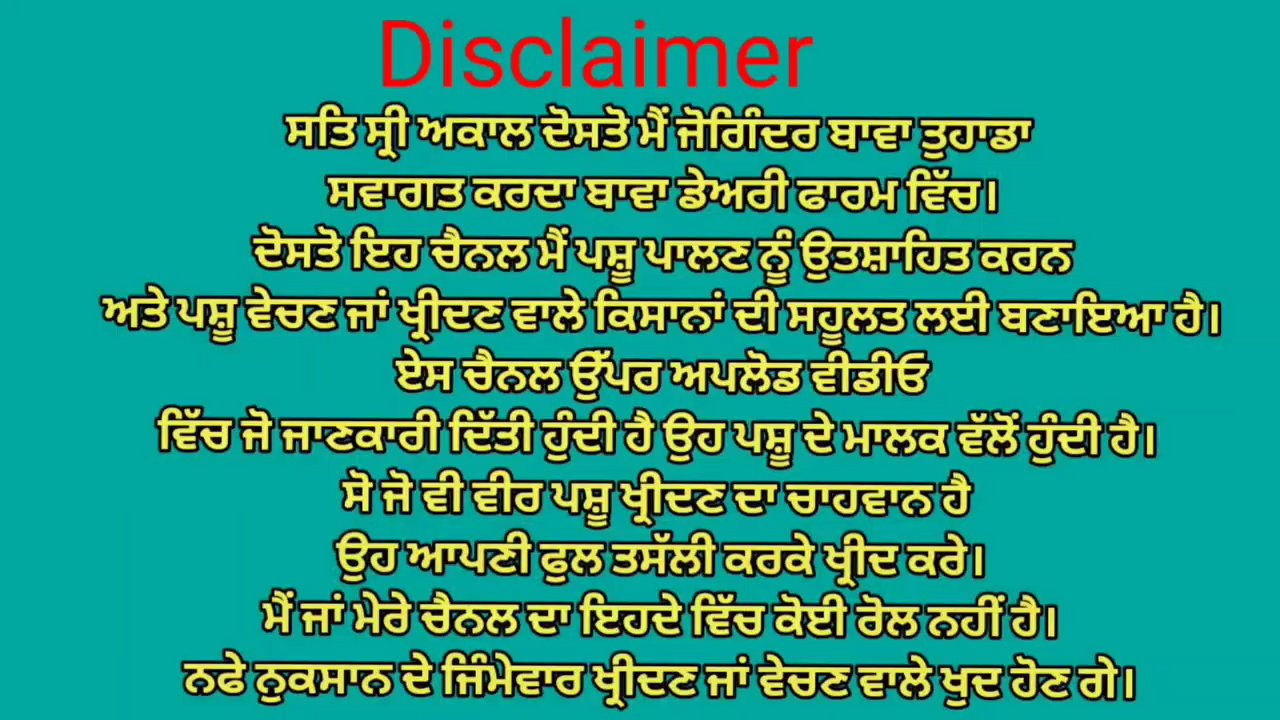 Disclaimer
ਸਤਿ ਸ੍ਰੀ ਅਕਾਲ ਦੋਸਤੋ ਮੈਂ ਜੋਗਿੰਦਰ ਬਾਵਾ ਤੁਹਾਡਾ
ਸਵਾਗਤ ਕਰਦਾ ਬਾਵਾ ਡੇਅਰੀ ਫਾਰਮ ਵਿੱਚ।
ਦੋਸਤੋ ਇਹ ਚੈਨਲ ਮੈਂ ਪਸ਼ੂ ਪਾਲਣ ਨੂੰ ਉਤਸ਼ਾਹਿਤ ਕਰਨ
ਅਤੇ ਪਸ਼ੂ ਵੇਚਣ ਜਾਂ ਖ੍ਰੀਦਣ ਵਾਲੇ ਕਿਸਾਨਾਂ ਦੀ ਸਹੂਲਤ ਲਈ ਬਣਾਇਆ ਹੈ।
ਏਸ ਚੈਨਲ ਉੱਪਰ ਅਪਲੋਡ ਵੀਡੀਓ
ਵਿੱਚ ਜੋ ਜਾਣਕਾਰੀ ਦਿੱਤੀ ਹੁੰਦੀ ਹੈ ਉਹ ਪਸ਼ੂ ਦੇ ਮਾਲਕ ਵੱਲੋਂ ਹੁੰਦੀ ਹੈ।
ਸੋ ਜੋ ਵੀ ਵੀਰ ਪਸ਼ੂ ਖ੍ਰੀਦਣ ਦਾ ਚਾਹਵਾਨ ਹੈ
ਉਹ ਆਪਣੀ ਫੁਲ ਤਸੱਲੀ ਕਰਕੇ ਖ੍ਰੀਦ ਕਰੇ।
ਮੈਂ ਜਾਂ ਮੇਰੇ ਚੈਨਲ ਦਾ ਇਹਦੇ ਵਿੱਚ ਕੋਈ ਰੋਲ ਨਹੀਂ ਹੈ।
ਨਫੇ ਨੁਕਸਾਨ ਦੇ ਜਿੰਮੇਵਾਰ ਖ੍ਰੀਦਣ ਜਾਂ ਵੇਚਣ ਵਾਲੇ ਖੁਦ ਹੋਣ ਗੇ।